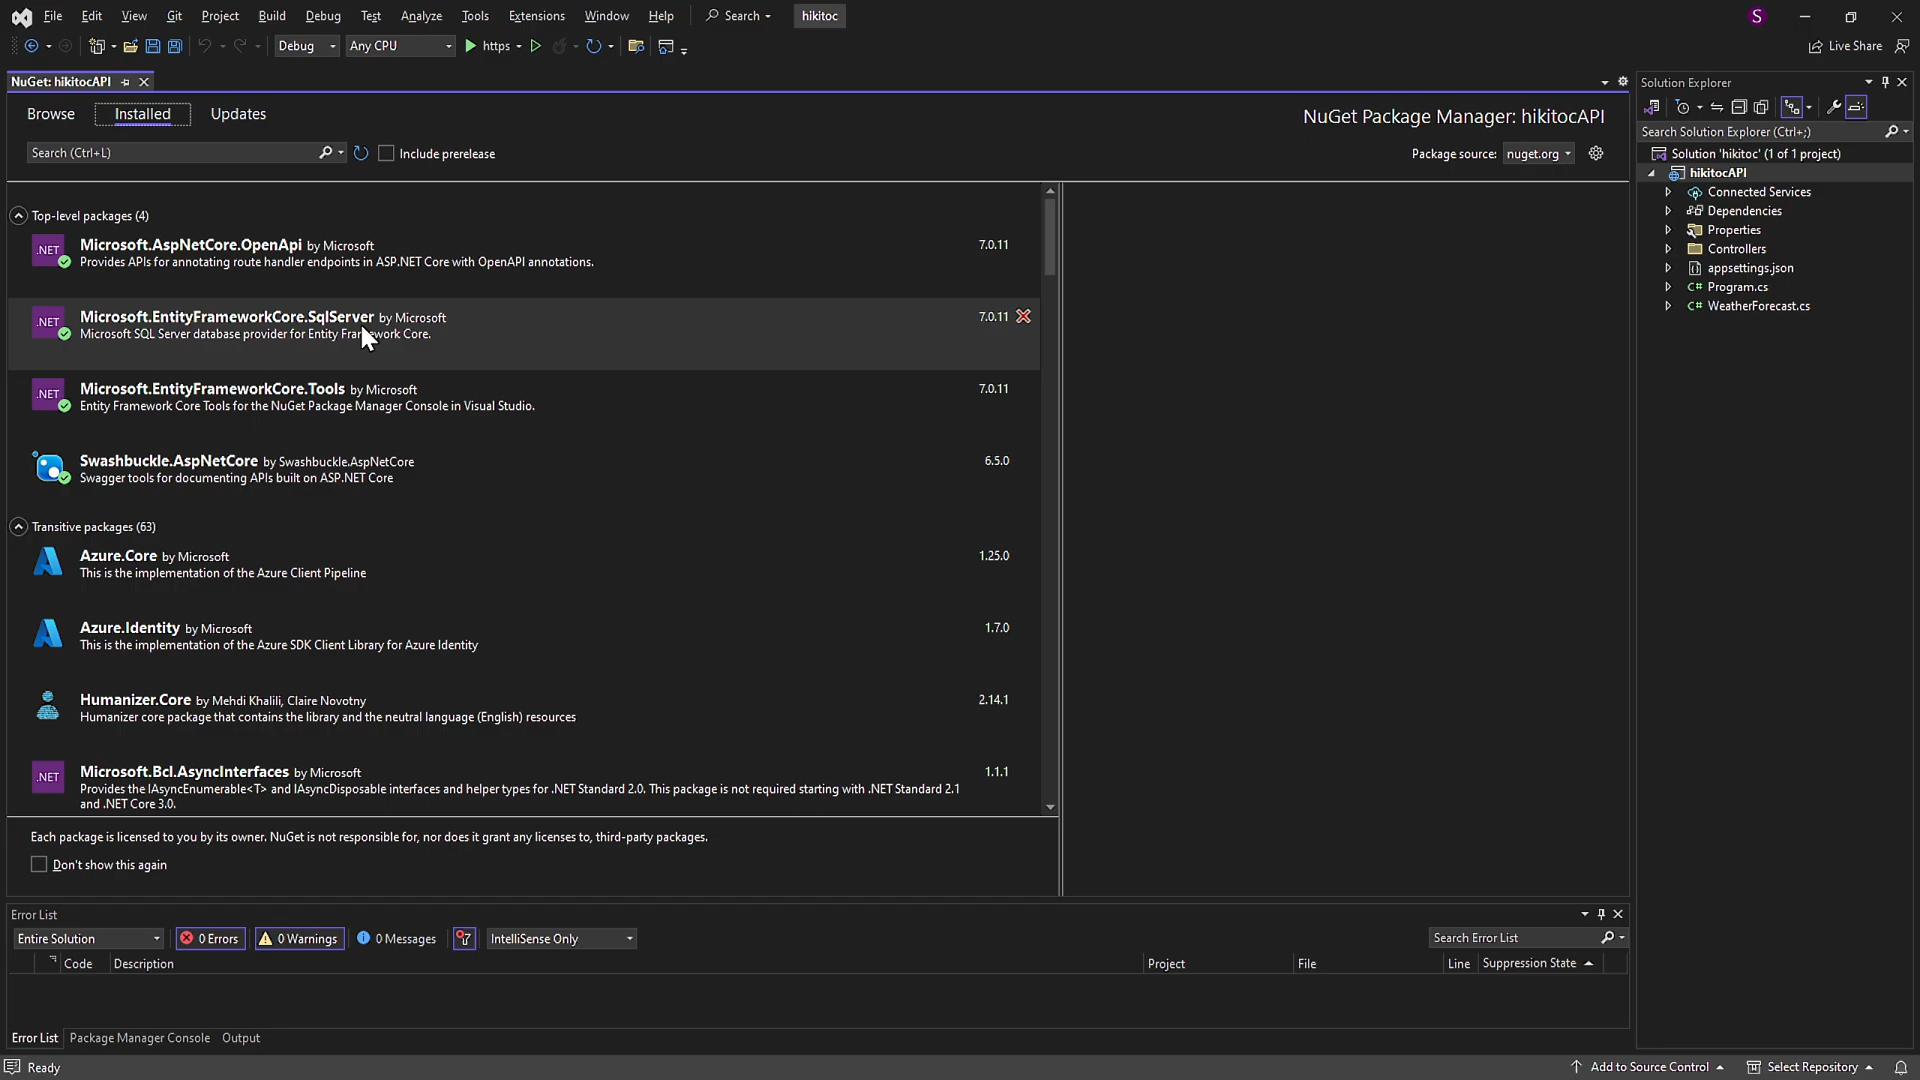 File Edit View Git Project Build Debug Test Analyze Tools Extensions Window Help Search hikitoc S
Debug Any CPU https Live Share
NuGet: hikitocAPI
Browse Installed Updates
NuGet Package Manager: hikitocAPI
Search (Ctrl+L) Include prerelease
Package source: nuget.org
Top-level packages (4)
.NET Microsoft.AspNetCore.OpenApi by Microsoft 7.0.11
Provides APIs for annotating route handler endpoints in ASP.NET Core with OpenAPI annotations.
.NET Microsoft.EntityFrameworkCore.SqlServer by Microsoft 7.0.11
Microsoft SQL Server database provider for Entity Framework Core.
.NET Microsoft.EntityFrameworkCore.Tools by Microsoft 7.0.11
Entity Framework Core Tools for the NuGet Package Manager Console in Visual Studio.
Swashbuckle.AspNetCore by Swashbuckle.AspNetCore 6.5.0
Swagger tools for documenting APIs built on ASP.NET Core
Transitive packages (63)
Azure.Core by Microsoft 1.25.0
This is the implementation of the Azure Client Pipeline
Azure.Identity by Microsoft 1.7.0
This is the implementation of the Azure SDK Client Library for Azure Identity
Humanizer.Core by Mehdi Khalili, Claire Novotny 2.14.1
Humanizer core package that contains the library and the neutral language (English) resources
.NET Microsoft.Bcl.AsyncInterfaces by Microsoft 1.1.1
Provides the IAsyncEnumerable<T> and IAsyncDisposable interfaces and helper types for .NET Standard 2.0. This package is not required starting with .NET Standard 2.1
and .NET Core 3.0.
Each package is licensed to you by its owner. NuGet is not responsible for, nor does it grant any licenses to, third-party packages.
Don't show this again
Solution Explorer
Search Solution Explorer (Ctrl+;)
Solution 'hikitoc' (1 of 1 project)
hikitocAPI
Connected Services
Dependencies
Properties
Controllers
appsettings.json
C# Program.cs
C# WeatherForecast.cs
Error List
Entire Solution 0 Errors 0 Warnings 0 Messages IntelliSense Only Search Error List
Code Description Project File Line Suppression State
Error List Package Manager Console Output
Ready Add to Source Control Select Repository